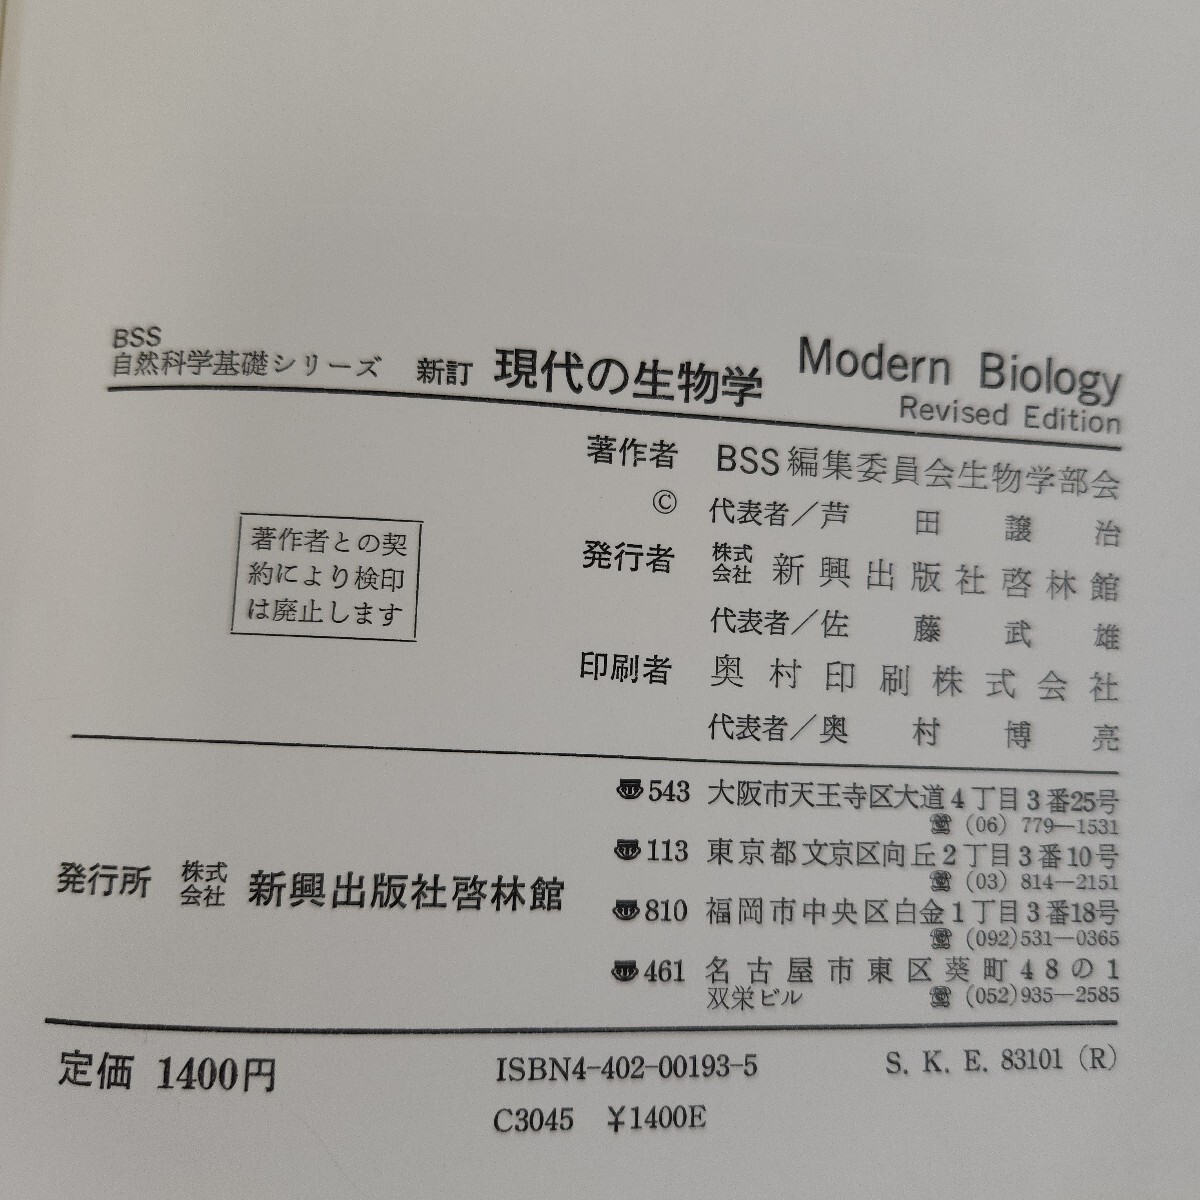 BSS
自然科学基礎シリーズ 新訂 現代の生物学 Modern Biology
Revised Edition
著作者 BSS編集委員会生物学部会
© 代表者/芦田譲治
発行者 株式会社 新興出版社啓林館
代表者/佐藤武雄
印刷者 奥村印刷株式会社
代表者/奥村博亮
著作者との契
約により検印
は廃止します
発行所 株式会社 新興出版社啓林館
〠543 大阪市天王寺区大道4丁目3番25号
☎ (06) 779—1531
〠113 東京都文京区向丘2丁目3番10号
☎ (03) 814—2151
〠810 福岡市中央区白金1丁目3番18号
☎ (092)531—0365
〠461 名古屋市東区葵町48の1
双栄ビル ☎ (052)935—2585
定価 1400円 ISBN4-402-00193-5 S. K. E. 83101 (R)
C3045 ¥1400E